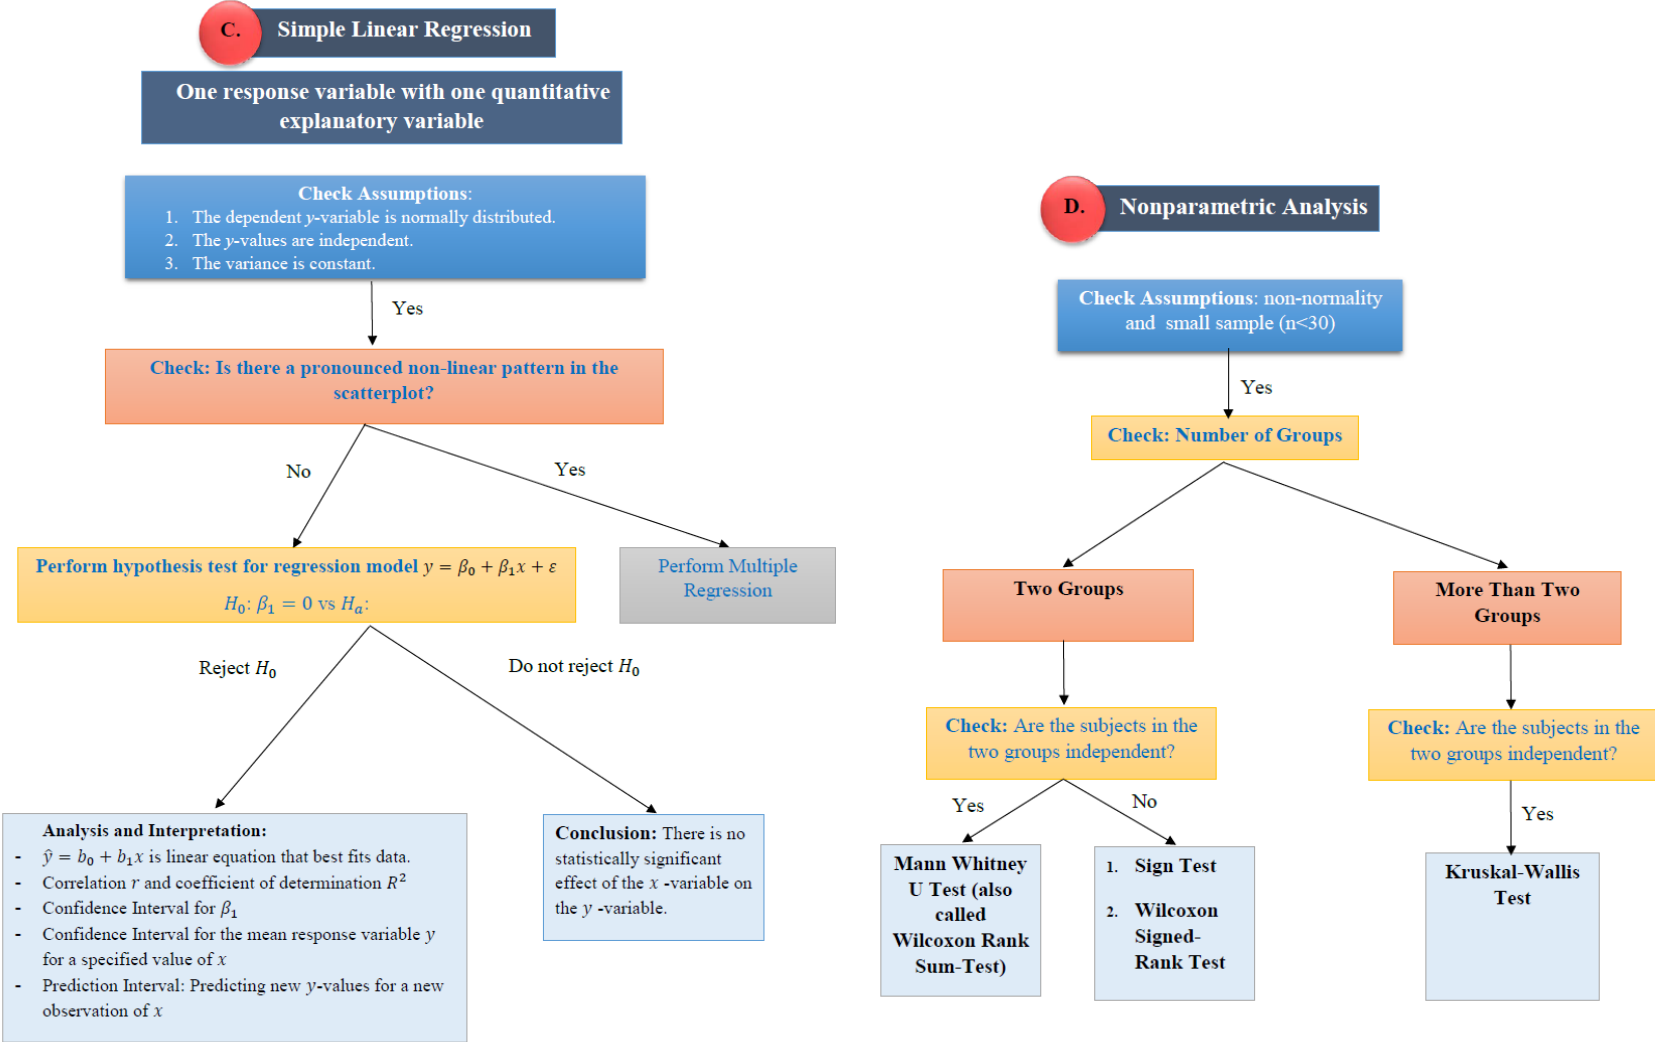 C.
Simple Linear Regression
One response variable with one quantitative
explanatory variable
Check Assumptions:
1. The dependent y-variable is normally distributed.
2. The y-values are independent.
3. The variance is constant.
Yes
Check: Is there a pronounced non-linear pattern in the
scatterplot?
No
Yes
Perform hypothesis test for regression model y = β₀ + β₁x + ε
H₀: β₁ = 0 vs Hₐ:
Perform Multiple
Regression
Reject H₀
Do not reject H₀
Analysis and Interpretation:
- ŷ = b₀ + b₁x is linear equation that best fits data.
- Correlation r and coefficient of determination R²
- Confidence Interval for β₁
- Confidence Interval for the mean response variable y
for a specified value of x
- Prediction Interval: Predicting new y-values for a new
observation of x
Conclusion: There is no
statistically significant
effect of the x -variable on
the y -variable.
D.
Nonparametric Analysis
Check Assumptions: non-normality
and small sample (n<30)
Yes
Check: Number of Groups
Two Groups
More Than Two
Groups
Check: Are the subjects in the
two groups independent?
Check: Are the subjects in the
two groups independent?
Yes
No
Yes
Mann Whitney
U Test (also
called
Wilcoxon Rank
Sum-Test)
1. Sign Test
2. Wilcoxon
Signed-
Rank Test
Kruskal-Wallis
Test